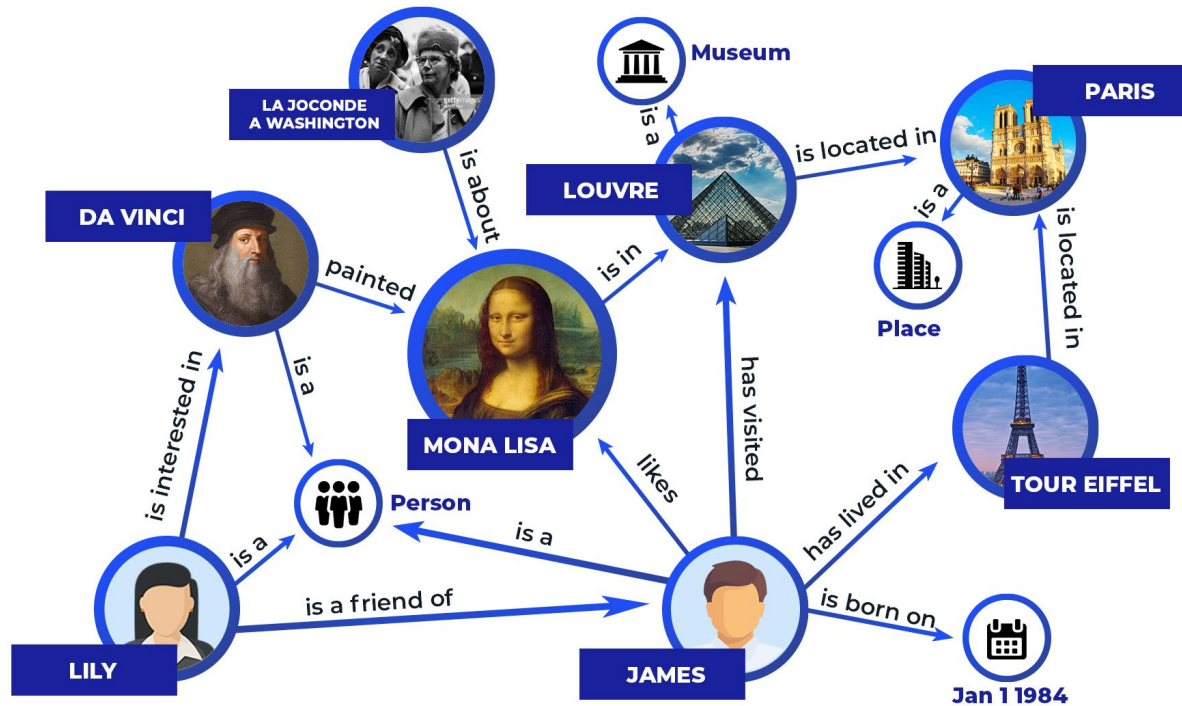 Museum
PARIS
LA JOCONDE
A WASHINGTON
gettyimages
is a
is located in
is about
LOUVRE
DA VINCI
is a
is located in
painted
is in
Place
is interested in
is a
has visited
MONA LISA
likes
TOUR EIFFEL
Person
has lived in
is a
is a
is a friend of
is born on
LILY
JAMES
Jan 1 1984